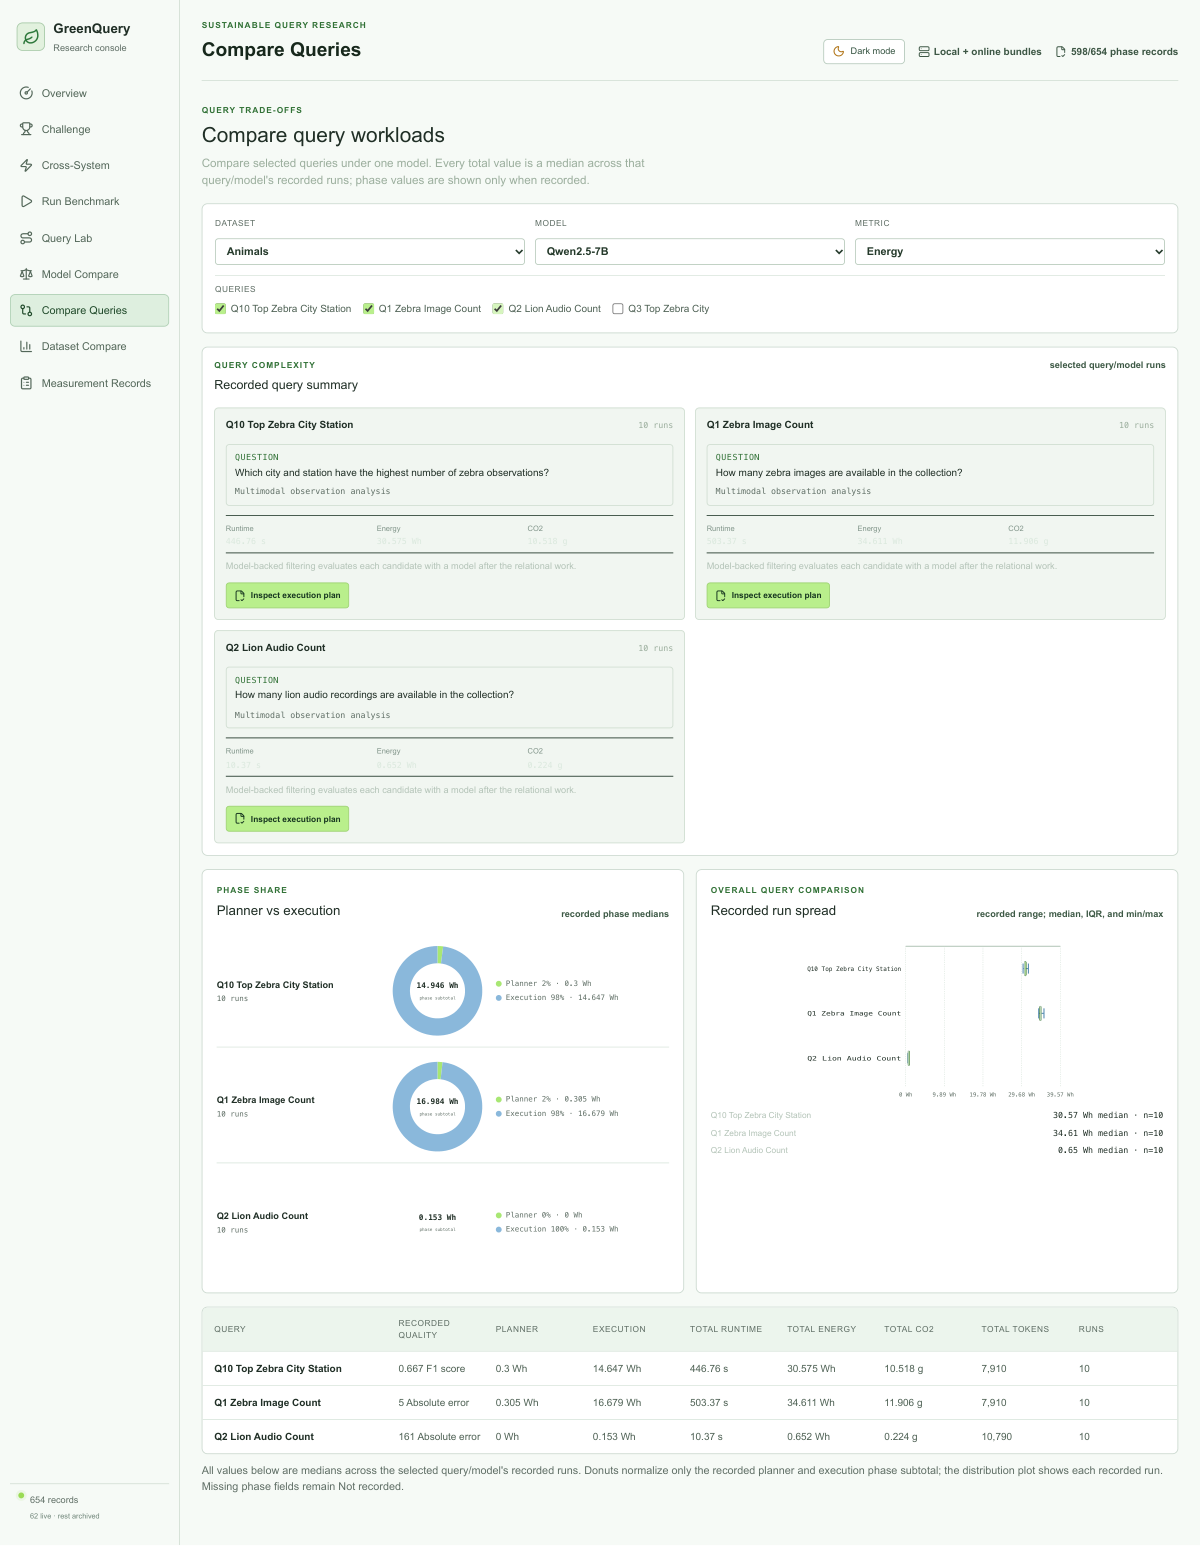 GreenQuery
Research console
Overview
Challenge
Cross-System
Run Benchmark
Query Lab
Model Compare
Compare Queries
Dataset Compare
Measurement Records
654 records
62 live · rest archived
SUSTAINABLE QUERY RESEARCH
Compare Queries
Dark mode
Local + online bundles
598/654 phase records
QUERY TRADE-OFFS
Compare query workloads
Compare selected queries under one model. Every total value is a median across that
query/model's recorded runs; phase values are shown only when recorded.
DATASET
MODEL
METRIC
Animals
Qwen2.5-7B
Energy
QUERIES
Q10 Top Zebra City Station
Q1 Zebra Image Count
Q2 Lion Audio Count
Q3 Top Zebra City
QUERY COMPLEXITY
selected query/model runs
Recorded query summary
Q10 Top Zebra City Station
10 runs
QUESTION
Which city and station have the highest number of zebra observations?
Multimodal observation analysis
Runtime
Energy
CO2
446.76 s
30.575 Wh
10.518 g
Model-backed filtering evaluates each candidate with a model after the relational work.
Inspect execution plan
Q1 Zebra Image Count
10 runs
QUESTION
How many zebra images are available in the collection?
Multimodal observation analysis
Runtime
Energy
CO2
503.37 s
34.611 Wh
11.906 g
Model-backed filtering evaluates each candidate with a model after the relational work.
Inspect execution plan
Q2 Lion Audio Count
10 runs
QUESTION
How many lion audio recordings are available in the collection?
Multimodal observation analysis
Runtime
Energy
CO2
10.37 s
0.652 Wh
0.224 g
Model-backed filtering evaluates each candidate with a model after the relational work.
Inspect execution plan
PHASE SHARE
Planner vs execution
recorded phase medians
Q10 Top Zebra City Station
10 runs
14.946 Wh
phase subtotal
Planner 2% · 0.3 Wh
Execution 98% · 14.647 Wh
Q1 Zebra Image Count
10 runs
16.984 Wh
phase subtotal
Planner 2% · 0.305 Wh
Execution 98% · 16.679 Wh
Q2 Lion Audio Count
10 runs
0.153 Wh
phase subtotal
Planner 0% · 0 Wh
Execution 100% · 0.153 Wh
OVERALL QUERY COMPARISON
Recorded run spread
recorded range; median, IQR, and min/max
Q10 Top Zebra City Station
Q1 Zebra Image Count
Q2 Lion Audio Count
0 Wh
9.89 Wh
19.78 Wh
29.68 Wh
39.57 Wh
Q10 Top Zebra City Station
30.57 Wh median · n=10
Q1 Zebra Image Count
34.61 Wh median · n=10
Q2 Lion Audio Count
0.65 Wh median · n=10
QUERY
RECORDED
QUALITY
PLANNER
EXECUTION
TOTAL RUNTIME
TOTAL ENERGY
TOTAL CO2
TOTAL TOKENS
RUNS
Q10 Top Zebra City Station
0.667 F1 score
0.3 Wh
14.647 Wh
446.76 s
30.575 Wh
10.518 g
7,910
10
Q1 Zebra Image Count
5 Absolute error
0.305 Wh
16.679 Wh
503.37 s
34.611 Wh
11.906 g
7,910
10
Q2 Lion Audio Count
161 Absolute error
0 Wh
0.153 Wh
10.37 s
0.652 Wh
0.224 g
10,790
10
All values below are medians across the selected query/model's recorded runs. Donuts normalize only the recorded planner and execution phase subtotal; the distribution plot shows each recorded run.
Missing phase fields remain Not recorded.